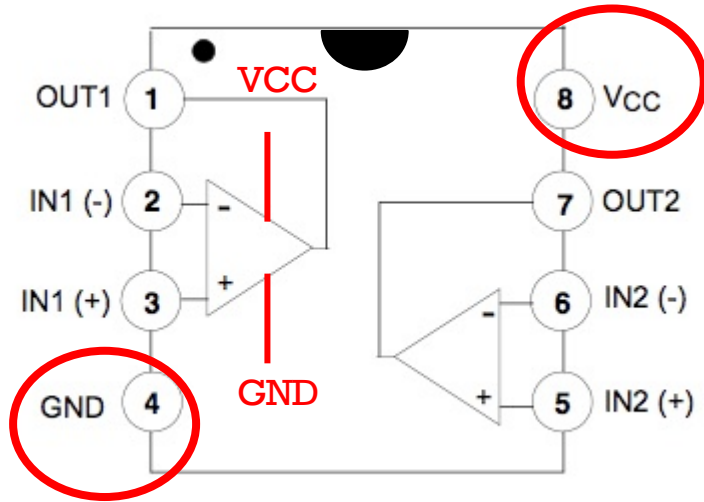 VCC
OUT1 1
8 VCC
IN1 (-) 2 -
7 OUT2
IN1 (+) 3 +
- 6 IN2 (-)
GND 4
GND
+ 5 IN2 (+)